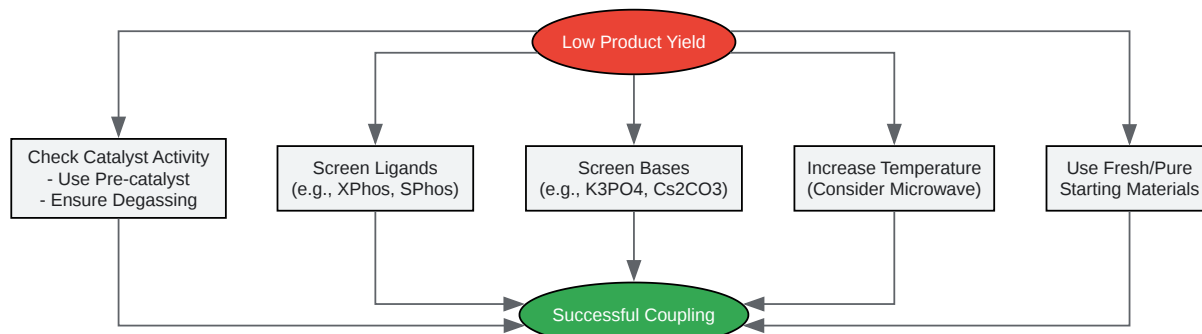 Low Product Yield
Check Catalyst Activity
- Use Pre-catalyst
- Ensure Degassing
Screen Ligands
(e.g., XPhos, SPhos)
Screen Bases
(e.g., K3PO4, Cs2CO3)
Increase Temperature
(Consider Microwave)
Use Fresh/Pure
Starting Materials
Successful Coupling